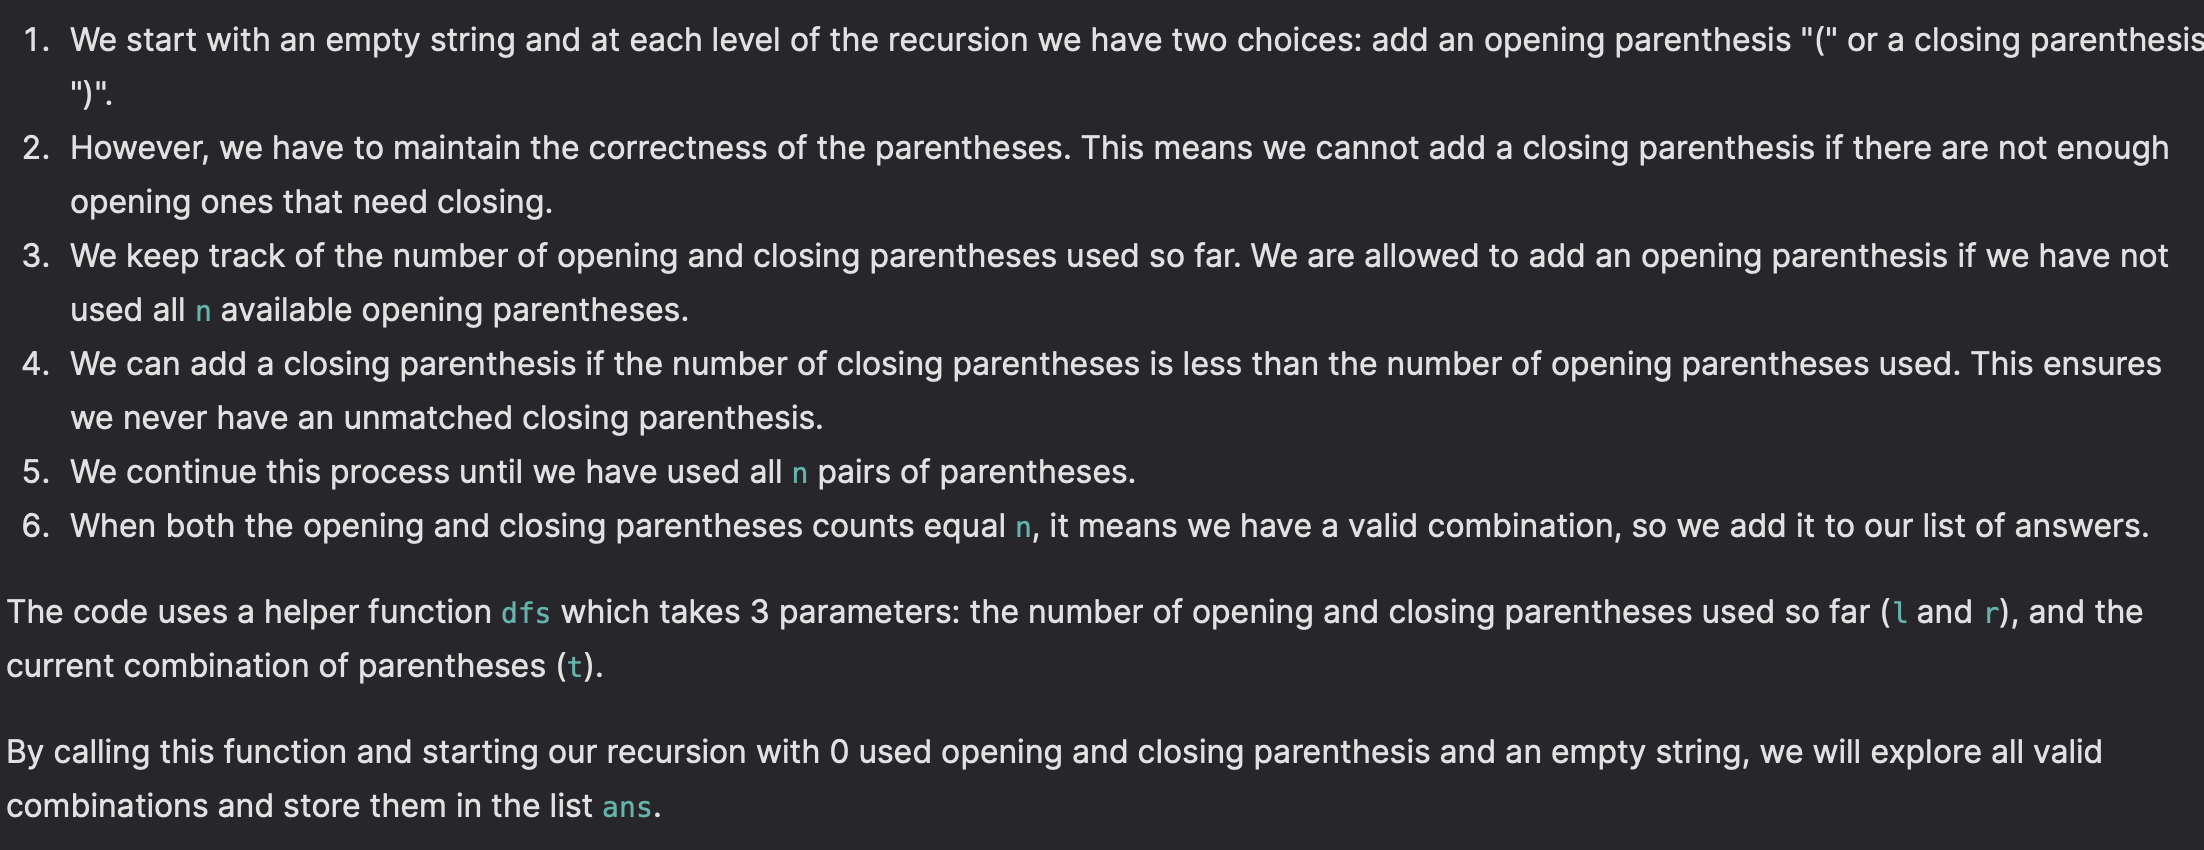 1. We start with an empty string and at each level of the recursion we have two choices: add an opening parenthesis "(" or a closing parenthesis
")".
2. However, we have to maintain the correctness of the parentheses. This means we cannot add a closing parenthesis if there are not enough
opening ones that need closing.
3. We keep track of the number of opening and closing parentheses used so far. We are allowed to add an opening parenthesis if we have not
used all n available opening parentheses.
4. We can add a closing parenthesis if the number of closing parentheses is less than the number of opening parentheses used. This ensures
we never have an unmatched closing parenthesis.
5. We continue this process until we have used all n pairs of parentheses.
6. When both the opening and closing parentheses counts equal n, it means we have a valid combination, so we add it to our list of answers.
The code uses a helper function dfs which takes 3 parameters: the number of opening and closing parentheses used so far (l and r), and the
current combination of parentheses (t).
By calling this function and starting our recursion with 0 used opening and closing parenthesis and an empty string, we will explore all valid
combinations and store them in the list ans.